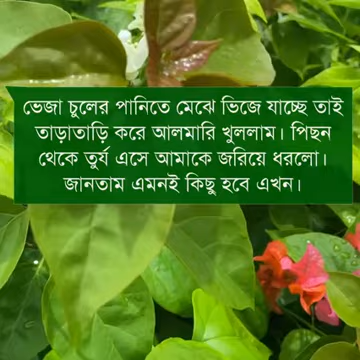 ভেজা চুলের পানিতে মেঝে ভিজে যাচ্ছে তাই
তাড়াতাড়ি করে আলমারি খুললাম। পিছন
থেকে তুর্য এসে আমাকে জরিয়ে ধরলো।
জানতাম এমনই কিছু হবে এখন।